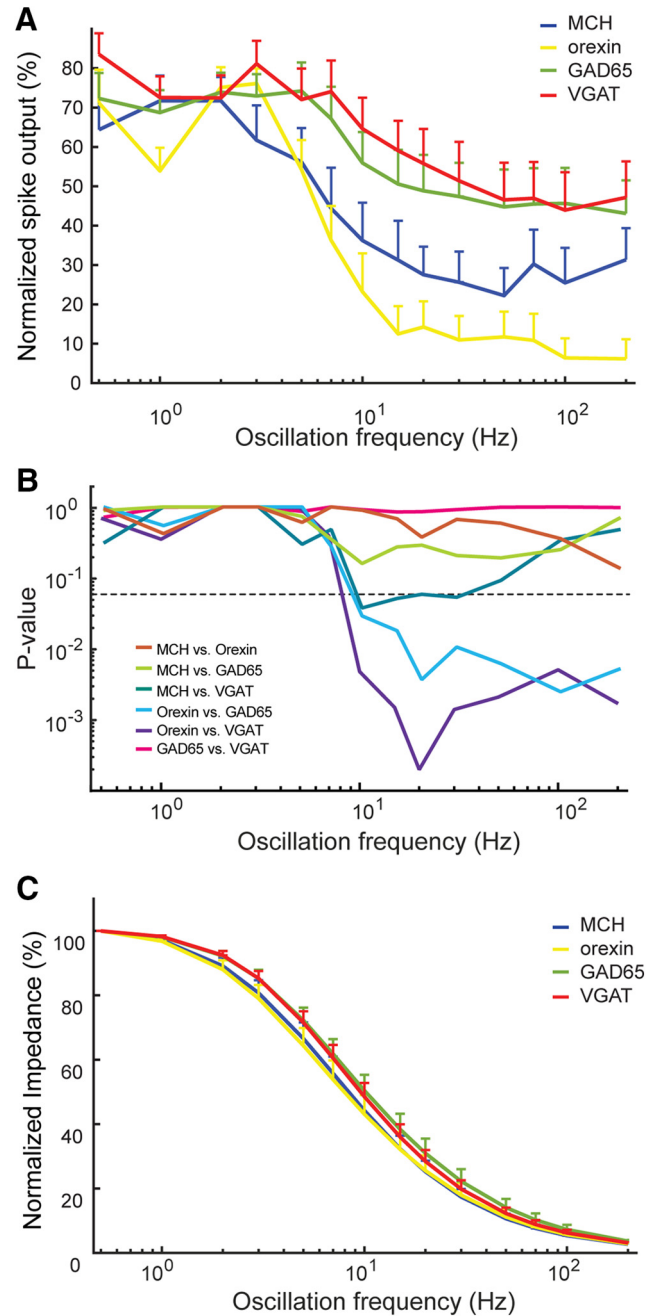 A
MCH
orexin
GAD65
VGAT
Normalized spike output (%)
80
70
60
50
40
30
20
10
0
10^0
10^1
10^2
Oscillation frequency (Hz)
B
P-value
10^0
10^-1
10^-2
10^-3
MCH vs. Orexin
MCH vs. GAD65
MCH vs. VGAT
Orexin vs. GAD65
Orexin vs. VGAT
GAD65 vs. VGAT
10^0
10^1
10^2
Oscillation frequency (Hz)
C
MCH
orexin
GAD65
VGAT
Normalized Impedance (%)
100
80
60
40
20
0
10^0
10^1
10^2
Oscillation frequency (Hz)